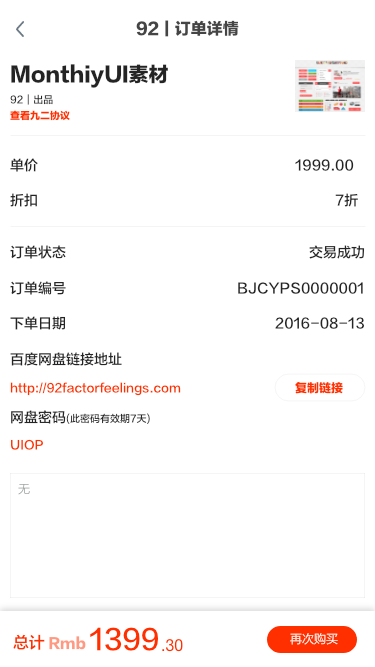 92 | 订单详情
MonthiyUI素材
92 | 出品
查看九二协议
单价 1999.00
折扣 7折
订单状态 交易成功
订单编号 BJCYPS0000001
下单日期 2016-08-13
百度网盘链接地址
http://92factorfeelings.com 复制链接
网盘密码(此密码有效期7天)
UIOP
无
总计 Rmb 1399.30 再次购买